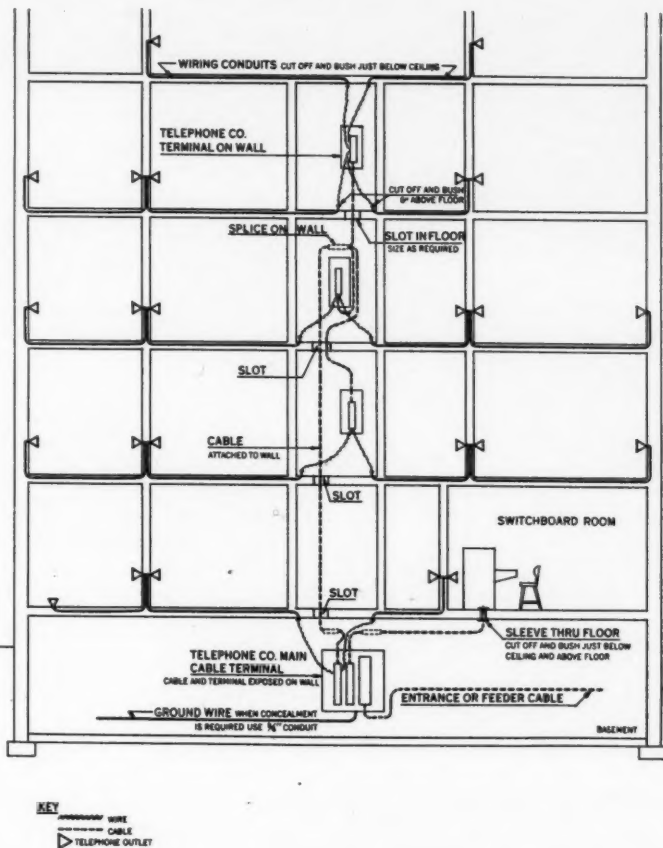 WIRING CONDUITS CUT OFF AND BUSH JUST BELOW CEILING
TELEPHONE CO.
TERMINAL ON WALL
CUT OFF AND BUSH
6" ABOVE FLOOR
SPLICE ON WALL
SLOT IN FLOOR
SIZE AS REQUIRED
SLOT
CABLE
ATTACHED TO WALL
SLOT
SWITCHBOARD ROOM
SLOT
SLEEVE THRU FLOOR
CUT OFF AND BUSH JUST BELOW
CEILING AND ABOVE FLOOR
TELEPHONE CO. MAIN
CABLE TERMINAL
CABLE AND TERMINAL EXPOSED ON WALL
ENTRANCE OR FEEDER CABLE
GROUND WIRE WHEN CONCEALMENT
IS REQUIRED USE CONDUIT
BASEMENT
KEY
WIRE
CABLE
TELEPHONE OUTLET